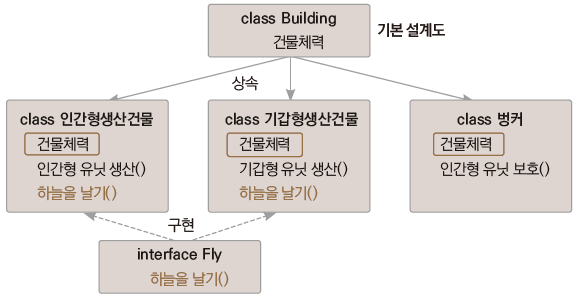 class Building
건물체력
기본 설계도
상속
class 인간형생산건물
건물체력
인간형 유닛 생산()
하늘을 날기()
class 기갑형생산건물
건물체력
기갑형 유닛 생산()
하늘을 날기()
class 벙커
건물체력
인간형 유닛 보호()
구현
interface Fly
하늘을 날기()